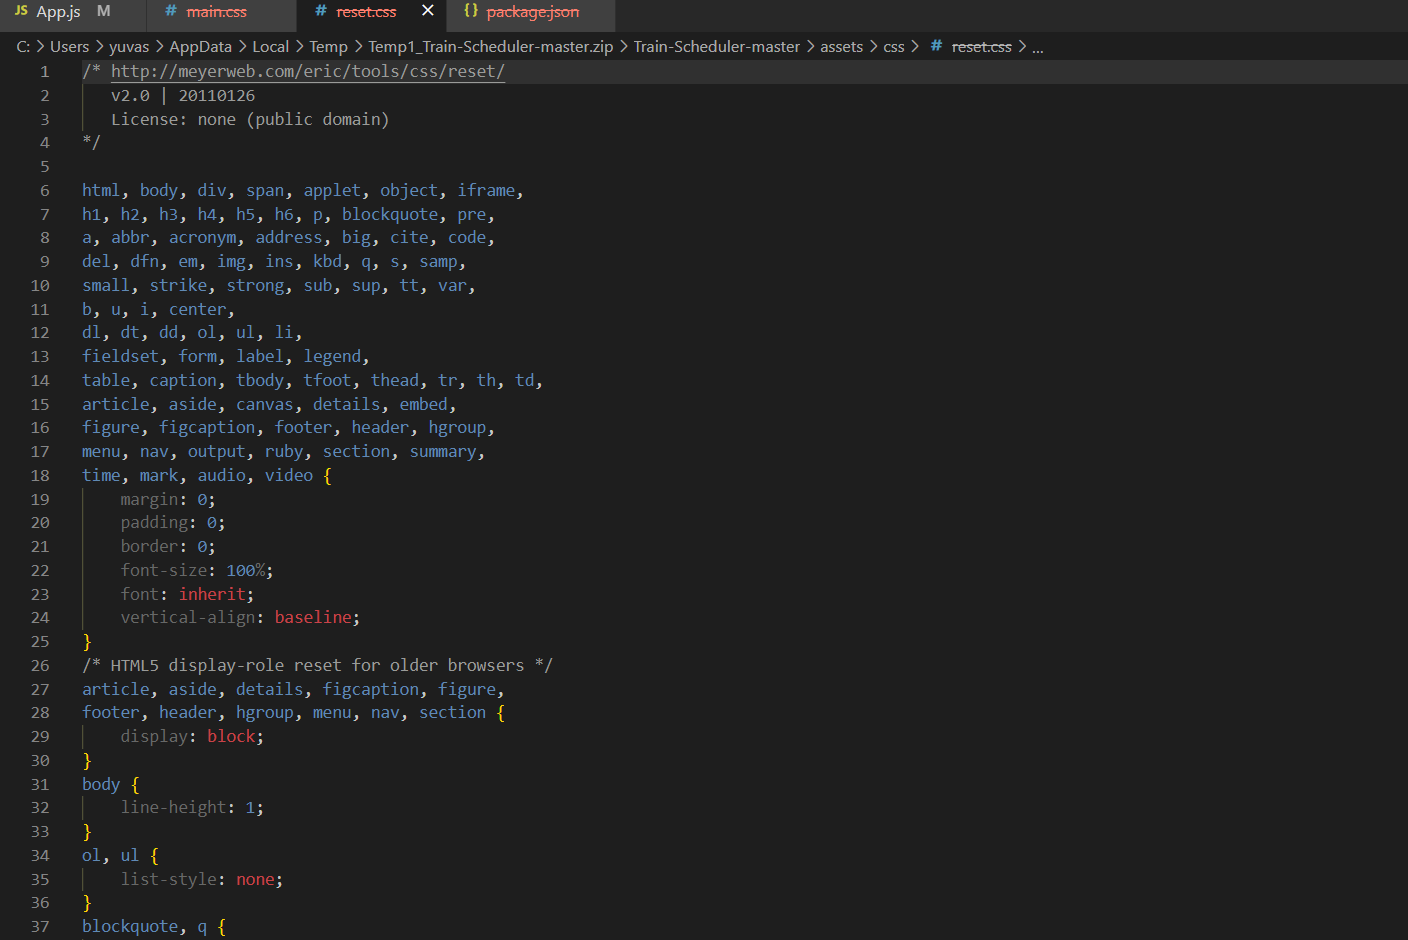 JS App.js M # main.css # reset.css × {} package.json
C: > Users > yuvas > AppData > Local > Temp > Temp1_Train-Scheduler-master.zip > Train-Scheduler-master > assets > css > # reset.css > ...
1 /* http://meyerweb.com/eric/tools/css/reset/
2    v2.0 | 20110126
3    License: none (public domain)
4 */
5
6 html, body, div, span, applet, object, iframe,
7 h1, h2, h3, h4, h5, h6, p, blockquote, pre,
8 a, abbr, acronym, address, big, cite, code,
9 del, dfn, em, img, ins, kbd, q, s, samp,
10 small, strike, strong, sub, sup, tt, var,
11 b, u, i, center,
12 dl, dt, dd, ol, ul, li,
13 fieldset, form, label, legend,
14 table, caption, tbody, tfoot, thead, tr, th, td,
15 article, aside, canvas, details, embed,
16 figure, figcaption, footer, header, hgroup,
17 menu, nav, output, ruby, section, summary,
18 time, mark, audio, video {
19     margin: 0;
20     padding: 0;
21     border: 0;
22     font-size: 100%;
23     font: inherit;
24     vertical-align: baseline;
25 }
26 /* HTML5 display-role reset for older browsers */
27 article, aside, details, figcaption, figure,
28 footer, header, hgroup, menu, nav, section {
29     display: block;
30 }
31 body {
32     line-height: 1;
33 }
34 ol, ul {
35     list-style: none;
36 }
37 blockquote, q {